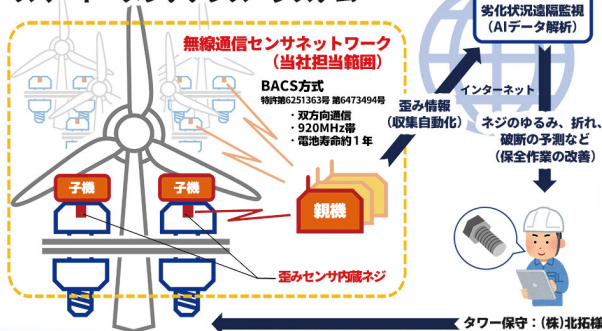 劣化状況遠隔監視
(AIデータ解析)
無線通信センサネットワーク
(当社担当範囲)
BACS方式
特許第6251363号 第6473494号
・双方向通信
・920MHz帯
・電池寿命約1年
インターネット
歪み情報
(収集自動化)
ネジのゆるみ、折れ、
破断の予測など
(保全作業の改善)
子機
子機
親機
歪みセンサ内蔵ネジ
タワー保守:(株)北拓様